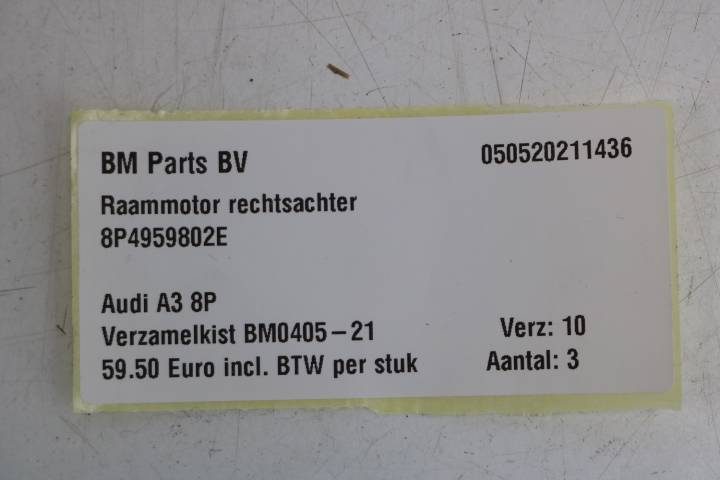 BM Parts BV 050520211436
Raammotor rechtsachter
8P4959802E
Audi A3 8P
Verzamelkist BM0405-21 Verz: 10
59.50 Euro incl. BTW per stuk Aantal: 3